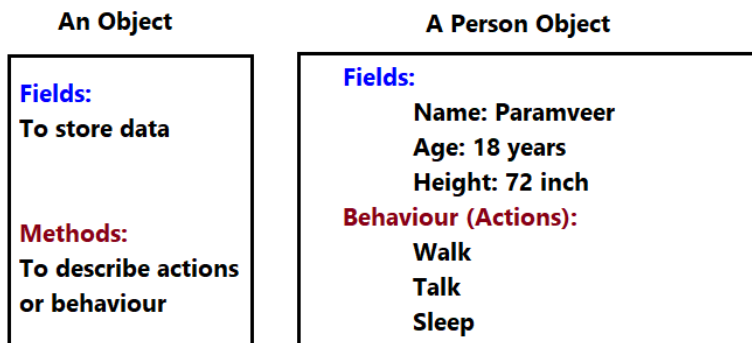 An Object
Fields:
To store data
Methods:
To describe actions
or behaviour
A Person Object
Fields:
Name: Paramveer
Age: 18 years
Height: 72 inch
Behaviour (Actions):
Walk
Talk
Sleep